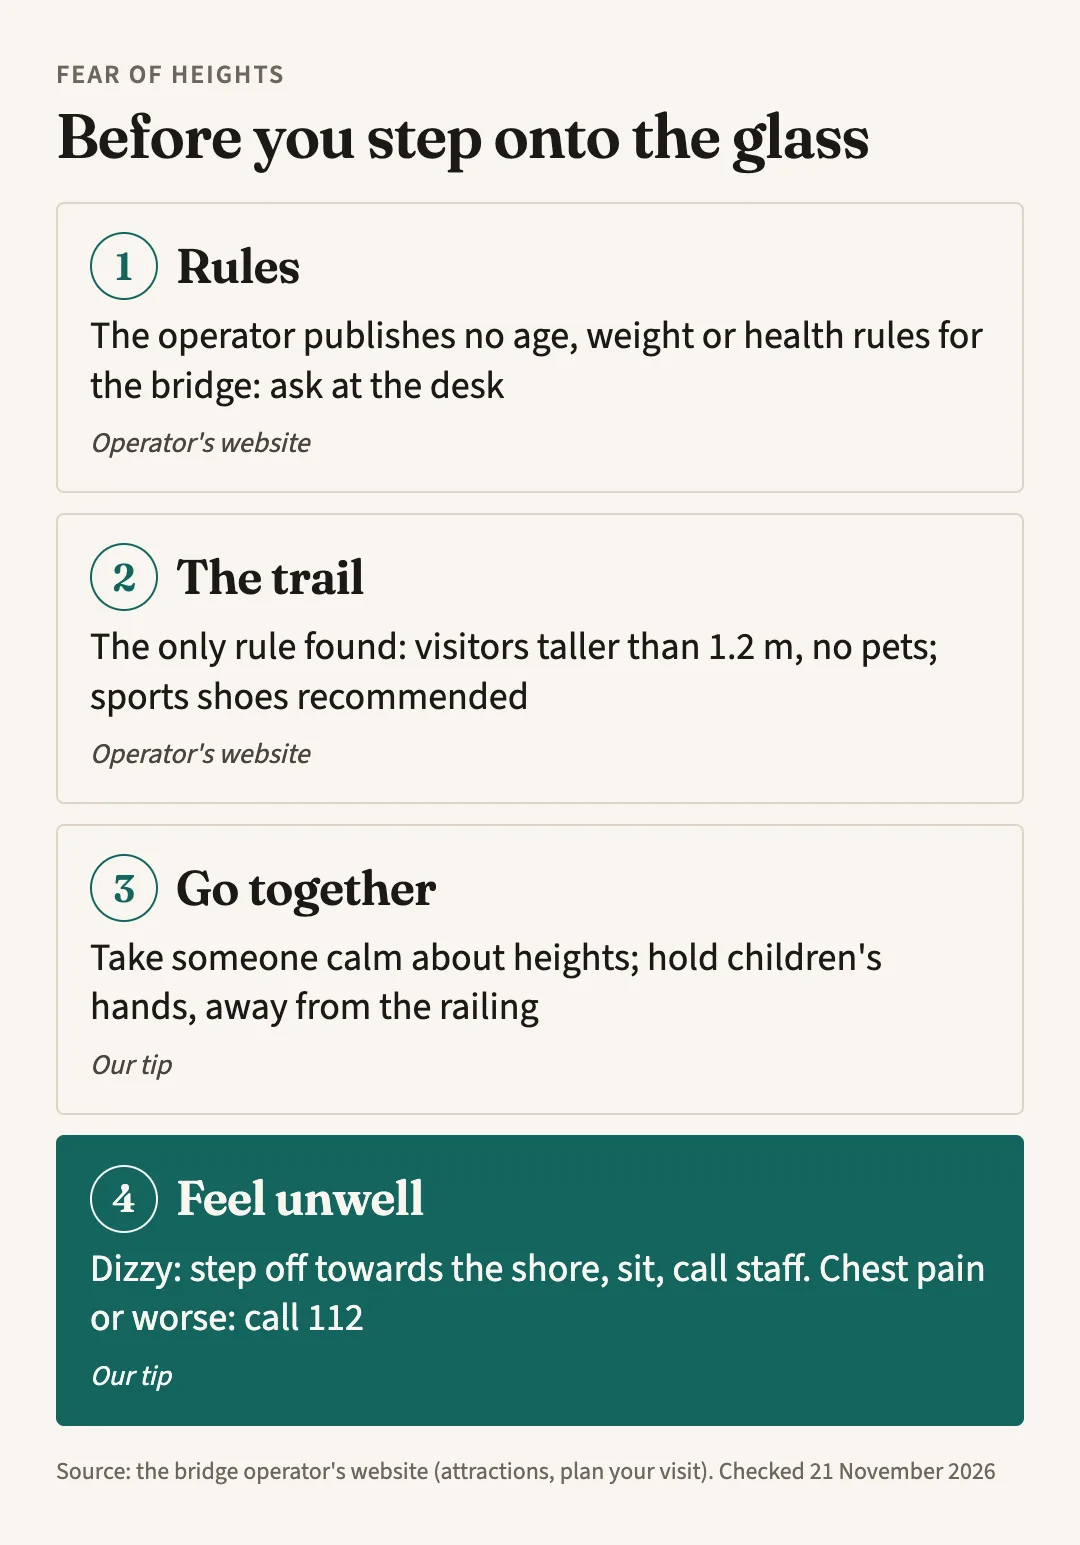 FEAR OF HEIGHTS
Before you step onto the glass
1 Rules
The operator publishes no age, weight or health rules for
the bridge: ask at the desk
Operator's website
2 The trail
The only rule found: visitors taller than 1.2 m, no pets;
sports shoes recommended
Operator's website
3 Go together
Take someone calm about heights; hold children's
hands, away from the railing
Our tip
4 Feel unwell
Dizzy: step off towards the shore, sit, call staff. Chest pain
or worse: call 112
Our tip
Source: the bridge operator's website (attractions, plan your visit). Checked 21 November 2026